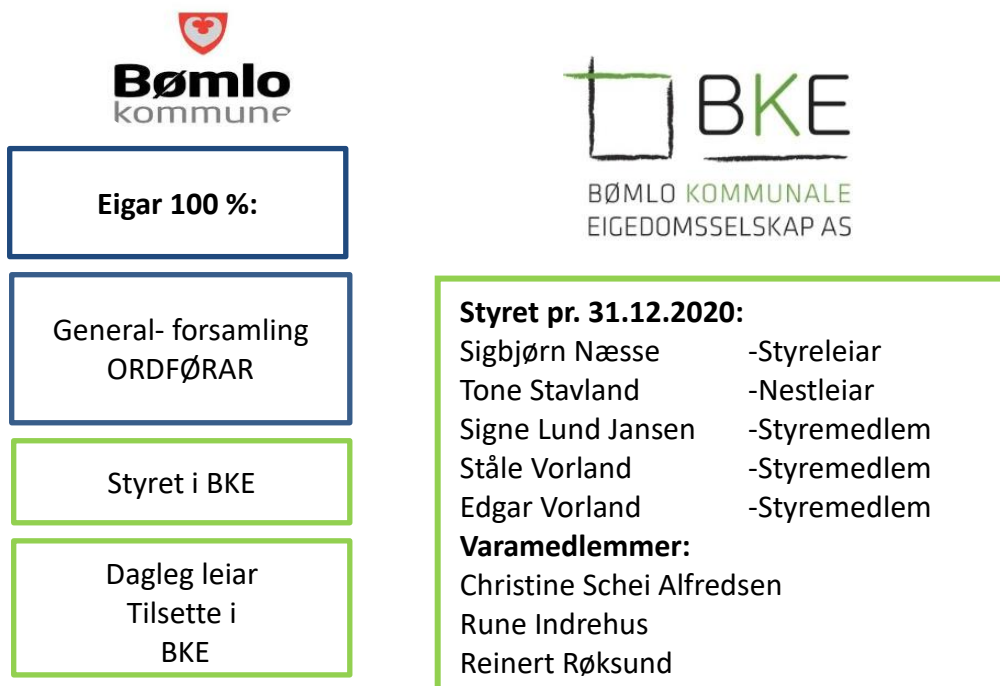 Bømlo
kommune
Eigar 100 %:
General- forsamling
ORDFØRAR
Styret i BKE
Dagleg leiar
Tilsette i
BKE
BKE
BØMLO KOMMUNALE
EIGEDOMSSELSKAP AS
Styret pr. 31.12.2020:
Sigbjørn Næsse -Styreleiar
Tone Stavland -Nestleiar
Signe Lund Jansen -Styremedlem
Ståle Vorland -Styremedlem
Edgar Vorland -Styremedlem
Varamedlemmer:
Christine Schei Alfredsen
Rune Indrehus
Reinert Røksund